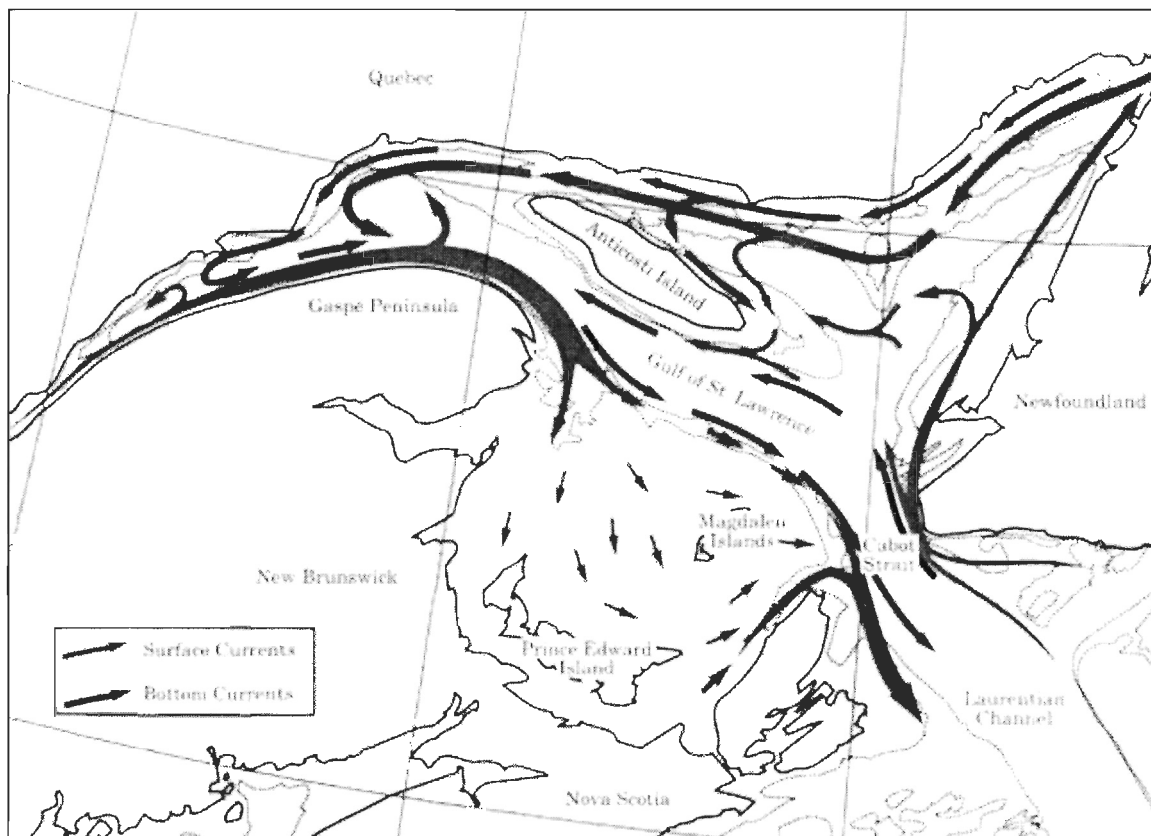 Quebec
Anticosti Island
Gaspé Peninsula
Gulf of St. Lawrence
Newfoundland
Magdalen
Islands
Cabot
Strait
New Brunswick
Prince Edward
Island
Surface Currents
Bottom Currents
Laurentian
Channel
Nova Scotia